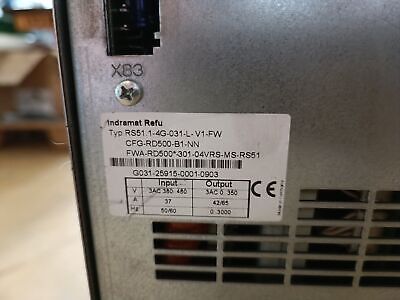 X83
Indramat Refu
Typ RS51.1-4G-031-L-V1-FW
CFG-RD500-B1-NN
FWA-RD500*-301-04VRS-MS-RS51
G031-25915-0001-0903
Input Output
V 3AC 380..480 3AC 0..350
A 37 42/65
Hz 50/60 0..3000
CE